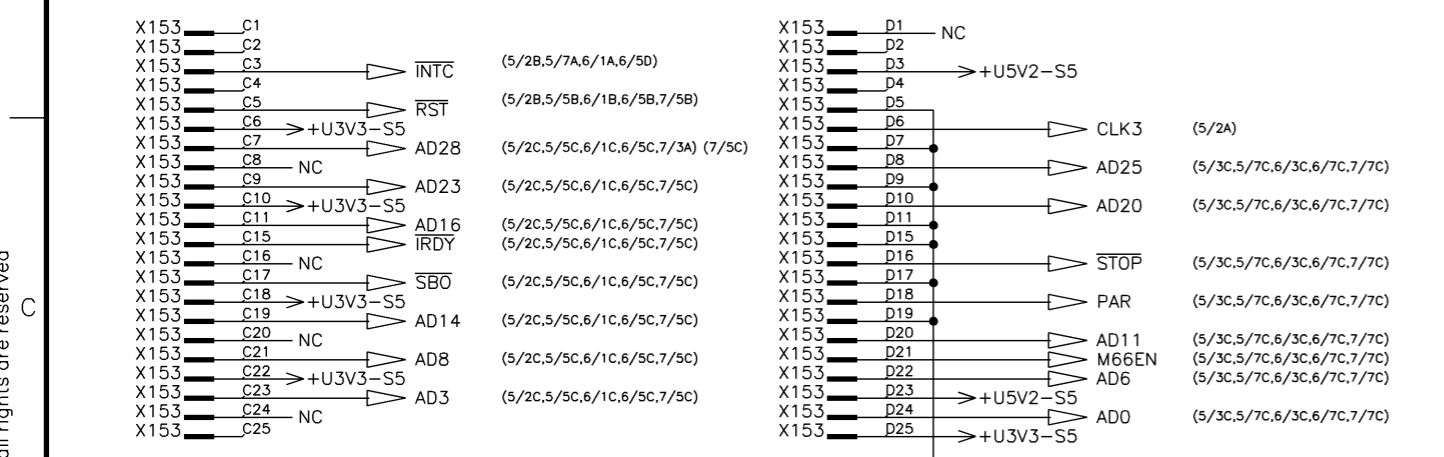 X153 C1
X153 C2
X153 C3 INTC (5/2B,5/7A,6/1A,6/5D)
X153 C4
X153 C5 RST (5/2B,5/5B,6/1B,6/5B,7/5B)
X153 C6 +U3V3-S5
X153 C7 AD28 (5/2C,5/5C,6/1C,6/5C,7/3A) (7/5C)
X153 C8 NC
X153 C9 AD23 (5/2C,5/5C,6/1C,6/5C,7/5C)
X153 C10 +U3V3-S5
X153 C11 AD16 (5/2C,5/5C,6/1C,6/5C,7/5C)
X153 C15 IRDY (5/2C,5/5C,6/1C,6/5C,7/5C)
X153 C16 NC
X153 C17 SBO (5/2C,5/5C,6/1C,6/5C,7/5C)
X153 C18 +U3V3-S5
X153 C19 AD14 (5/2C,5/5C,6/1C,6/5C,7/5C)
X153 C20 NC
X153 C21 AD8 (5/2C,5/5C,6/1C,6/5C,7/5C)
X153 C22 +U3V3-S5
X153 C23 AD3 (5/2C,5/5C,6/1C,6/5C,7/5C)
X153 C24 NC
X153 C25
X153 D1 NC
X153 D2
X153 D3 +U5V2-S5
X153 D4
X153 D5
X153 D6 CLK3 (5/2A)
X153 D7
X153 D8 AD25 (5/3C,5/7C,6/3C,6/7C,7/7C)
X153 D9
X153 D10 AD20 (5/3C,5/7C,6/3C,6/7C,7/7C)
X153 D11
X153 D15
X153 D16 STOP (5/3C,5/7C,6/3C,6/7C,7/7C)
X153 D17
X153 D18 PAR (5/3C,5/7C,6/3C,6/7C,7/7C)
X153 D19
X153 D20 AD11 (5/3C,5/7C,6/3C,6/7C,7/7C)
X153 D21 M66EN (5/3C,5/7C,6/3C,6/7C,7/7C)
X153 D22 AD6 (5/3C,5/7C,6/3C,6/7C,7/7C)
X153 D23 +U5V2-S5
X153 D24 AD0 (5/3C,5/7C,6/3C,6/7C,7/7C)
X153 D25 +U3V3-S5
all rights are reserved
C